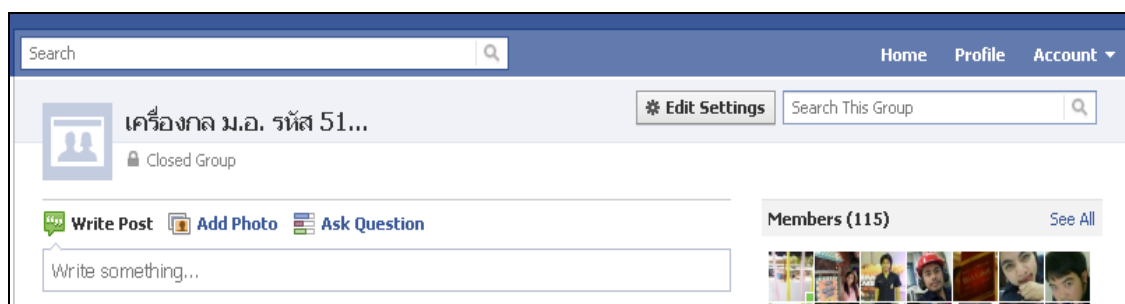 Search
Home Profile Account
เครื่องกล ม.อ. รหัส 51...
Edit Settings
Search This Group
Closed Group
Write Post Add Photo Ask Question
Write something...
Members (115) See All